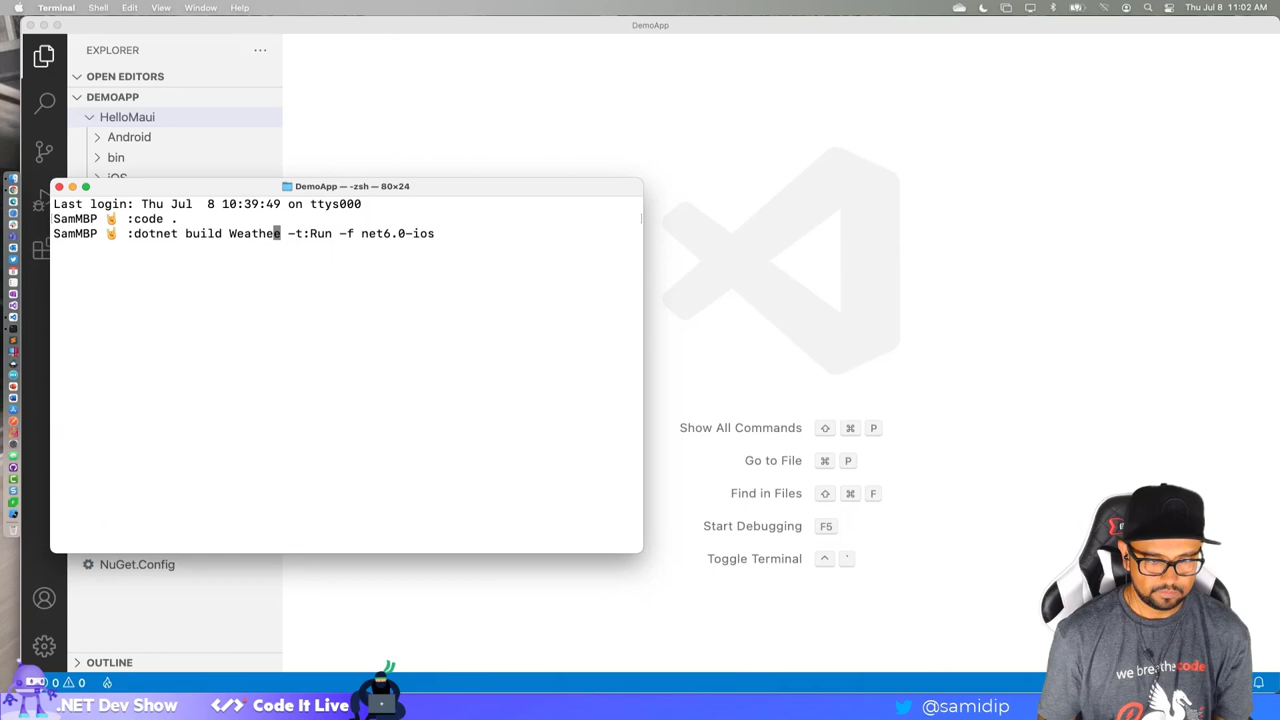 Terminal Shell Edit View Window Help
Thu Jul 8 11:02 AM
DemoApp
EXPLORER
OPEN EDITORS
DEMOAPP
HelloMaui
Android
bin
iOS
DemoApp — -zsh — 80×24
Last login: Thu Jul 8 10:39:49 on ttys000
SamMBP 🤘 :code .
SamMBP 🤘 :dotnet build Weathee -t:Run -f net6.0-ios
Show All Commands ⇧ ⌘ P
Go to File ⌘ P
Find in Files ⇧ ⌘ F
Start Debugging F5
Toggle Terminal ^ `
NuGet.Config
OUTLINE
0 0
we breathe code
.NET Dev Show
Code It Live
@samidip